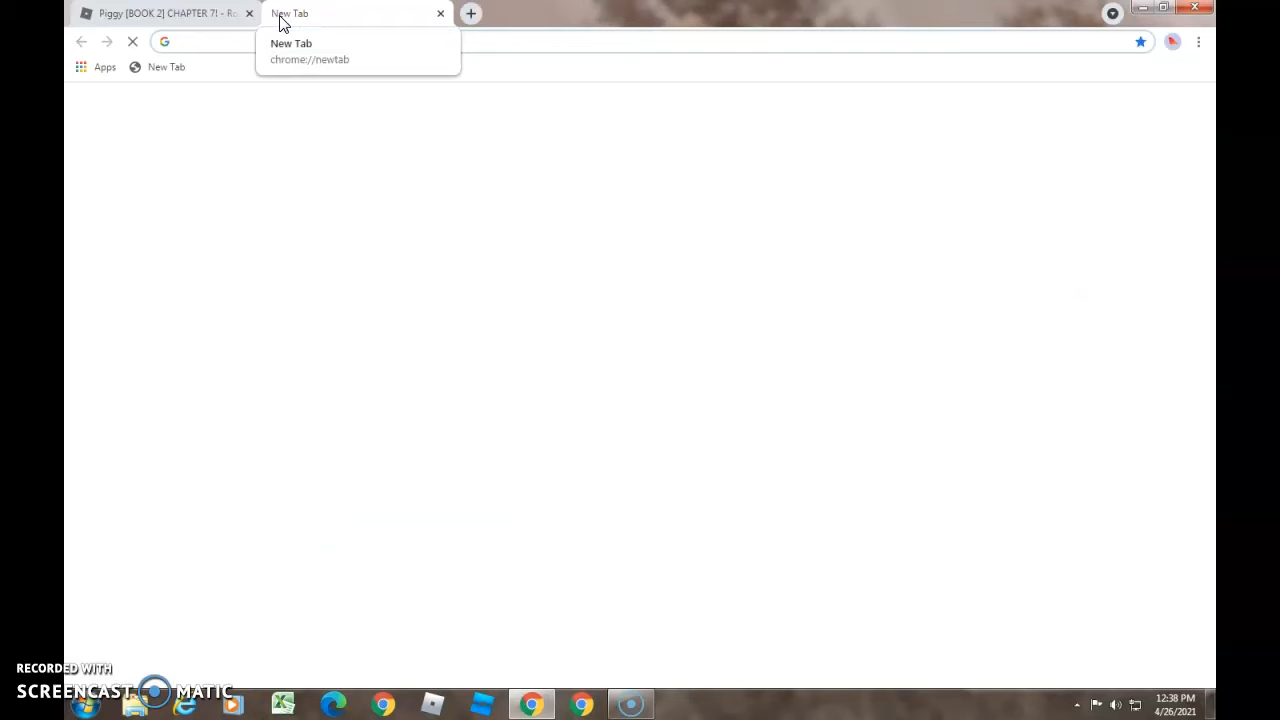 Piggy [BOOK 2] CHAPTER 7! - Ro
New Tab
New Tab
chrome://newtab
Apps
New Tab
RECORDED WITH
SCREENCAST MATIC
12:38 PM
4/26/2021